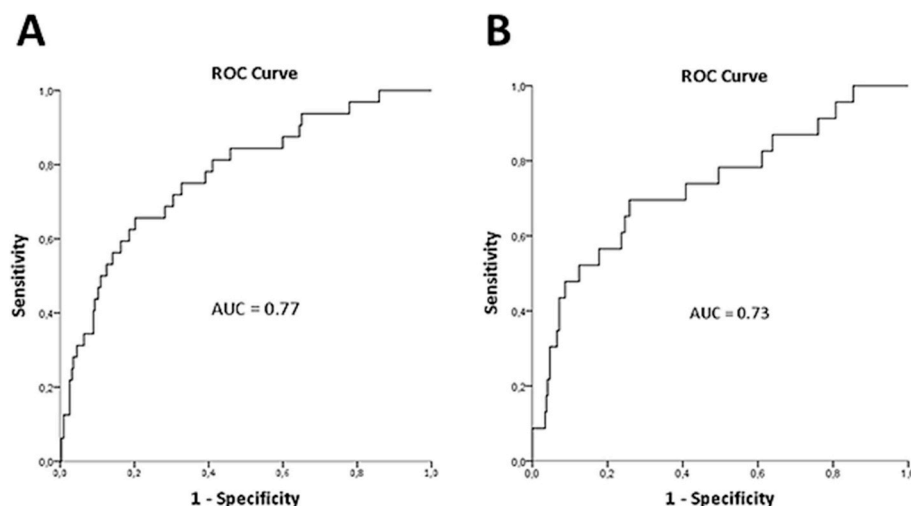 A
ROC Curve
1,0
0,8
0,6
0,4
0,2
0,0
Sensitivity
AUC = 0.77
0,0 0,2 0,4 0,6 0,8 1,0
1 - Specificity
B
ROC Curve
1,0
0,8
0,6
0,4
0,2
0,0
Sensitivity
AUC = 0.73
0,0 0,2 0,4 0,6 0,8 1,0
1 - Specificity